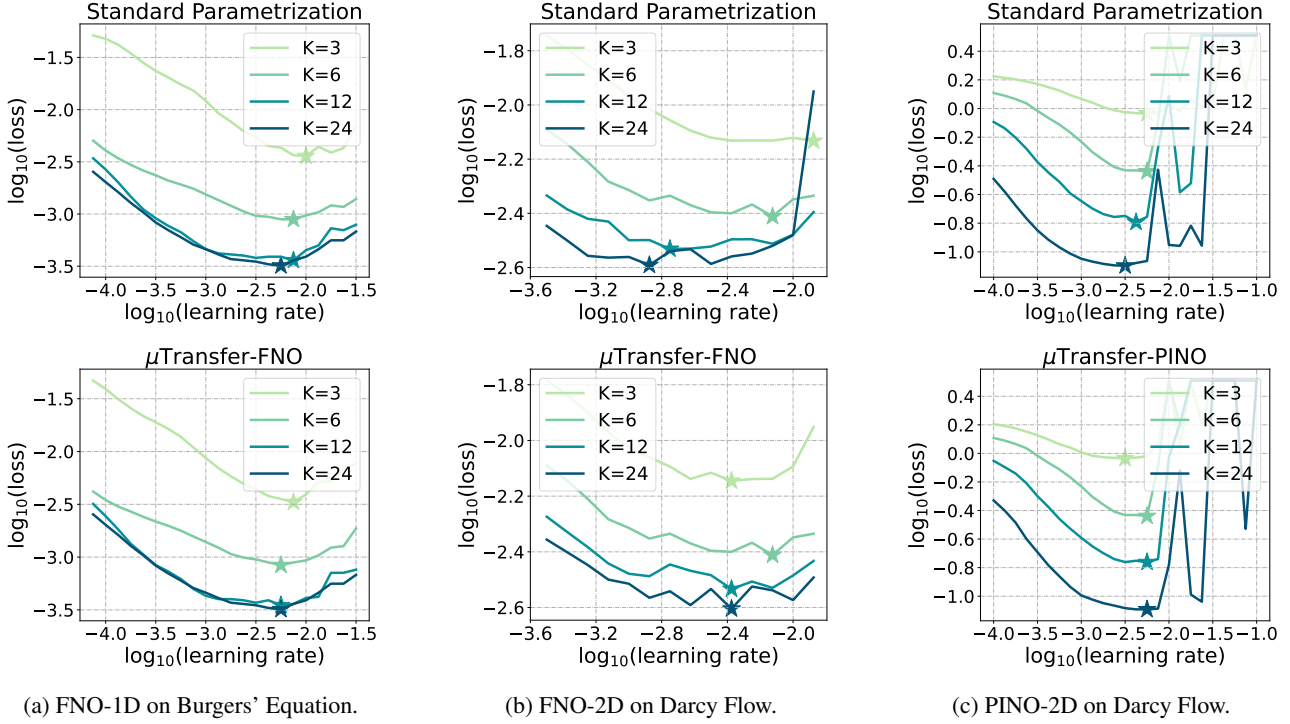 Standard Parametrization
Standard Parametrization
Standard Parametrization
−1.5
−2.0
−2.5
−3.0
−3.5
log₁₀(loss)
K=3
K=6
K=12
K=24
−4.0 −3.5 −3.0 −2.5 −2.0 −1.5
log₁₀(learning rate)
−1.8
−2.0
−2.2
−2.4
−2.6
log₁₀(loss)
K=3
K=6
K=12
K=24
−3.6 −3.2 −2.8 −2.4 −2.0
log₁₀(learning rate)
0.4
0.2
0.0
−0.2
−0.4
−0.6
−0.8
−1.0
log₁₀(loss)
K=3
K=6
K=12
K=24
−4.0 −3.5 −3.0 −2.5 −2.0 −1.5 −1.0
log₁₀(learning rate)
μTransfer-FNO
μTransfer-FNO
μTransfer-PINO
−1.5
−2.0
−2.5
−3.0
−3.5
log₁₀(loss)
K=3
K=6
K=12
K=24
−4.0 −3.5 −3.0 −2.5 −2.0 −1.5
log₁₀(learning rate)
−1.8
−2.0
−2.2
−2.4
−2.6
log₁₀(loss)
K=3
K=6
K=12
K=24
−3.6 −3.2 −2.8 −2.4 −2.0
log₁₀(learning rate)
0.4
0.2
0.0
−0.2
−0.4
−0.6
−0.8
−1.0
log₁₀(loss)
K=3
K=6
K=12
K=24
−4.0 −3.5 −3.0 −2.5 −2.0 −1.5 −1.0
log₁₀(learning rate)
(a) FNO-1D on Burgers' Equation.
(b) FNO-2D on Darcy Flow.
(c) PINO-2D on Darcy Flow.